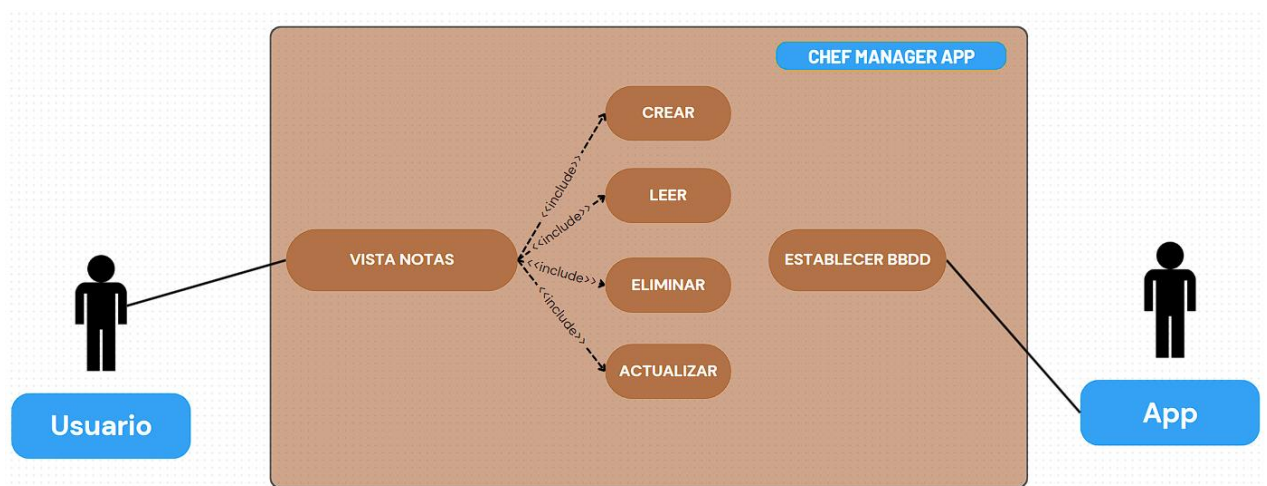 CHEF MANAGER APP
CREAR
<<include>>
LEER
<<include>>
VISTA NOTAS
ESTABLECER BBDD
<<include>>
ELIMINAR
<<include>>
ACTUALIZAR
Usuario
App